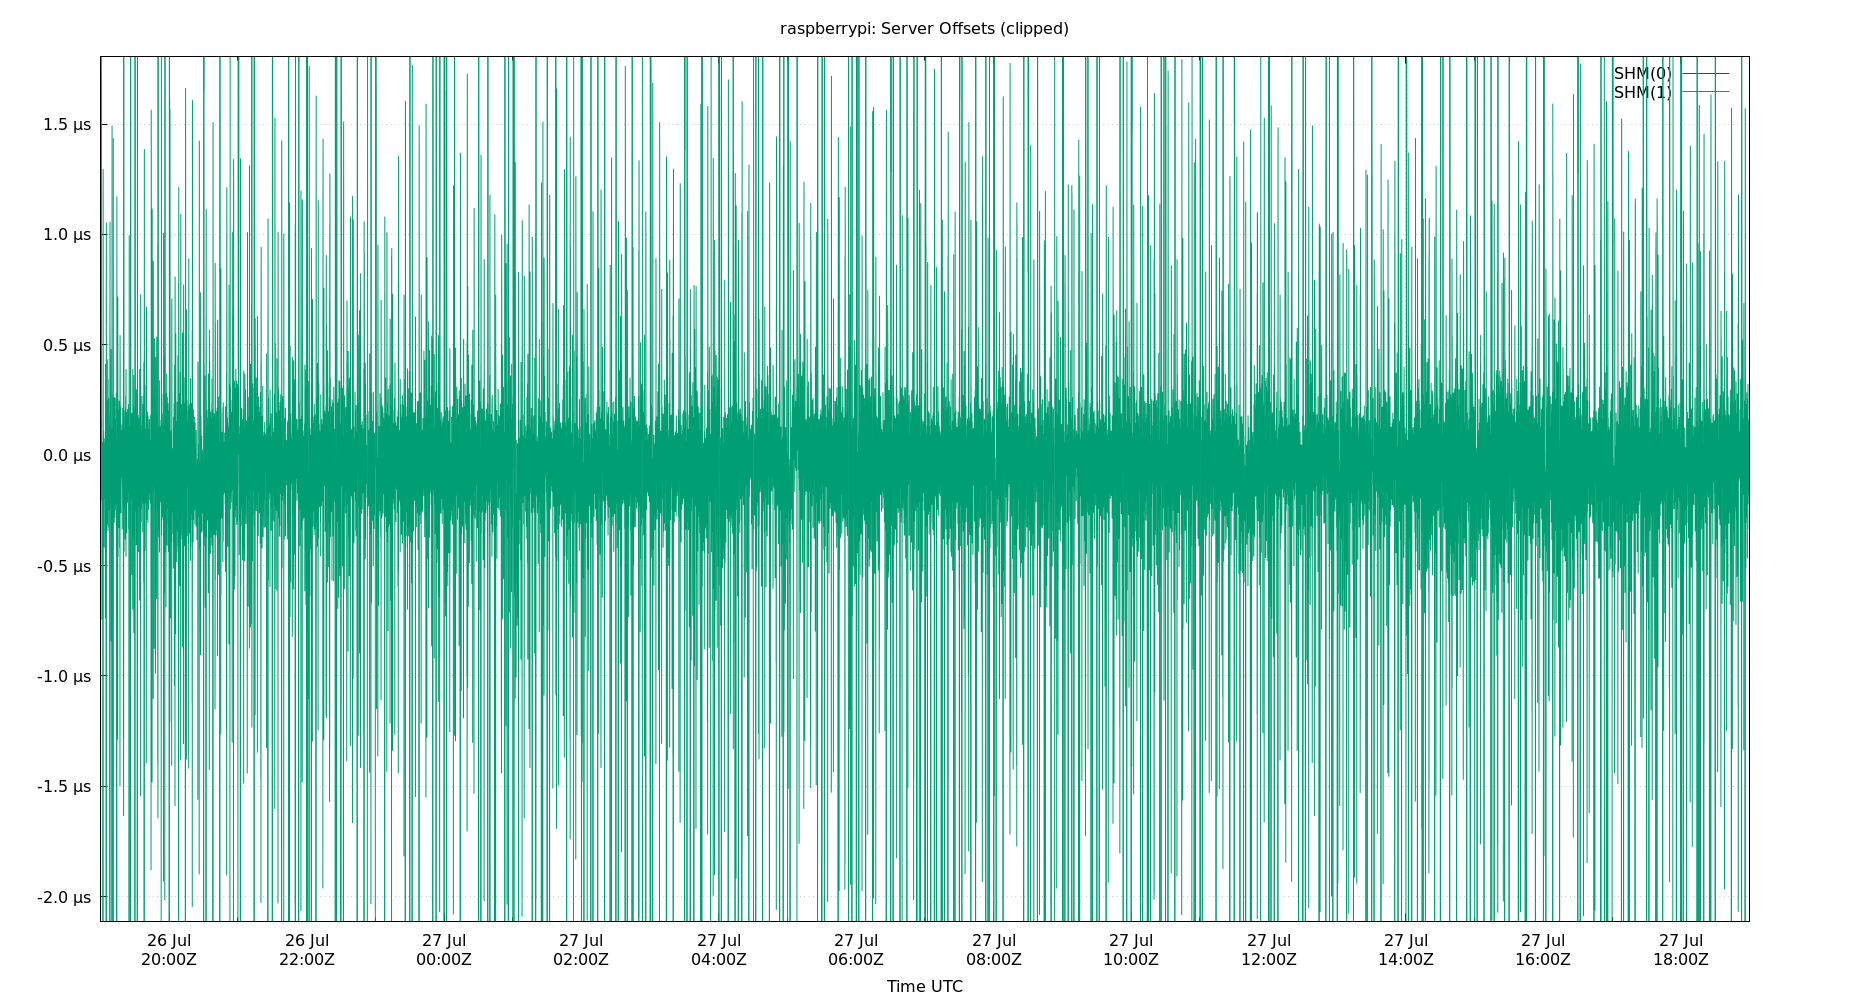 raspberrypi: Server Offsets (clipped)
SHM(0)
SHM(1)
1.5 µs
1.0 µs
0.5 µs
0.0 µs
-0.5 µs
-1.0 µs
-1.5 µs
-2.0 µs
26 Jul 26 Jul 27 Jul 27 Jul 27 Jul 27 Jul 27 Jul 27 Jul 27 Jul 27 Jul 27 Jul 27 Jul
20:00Z 22:00Z 00:00Z 02:00Z 04:00Z 06:00Z 08:00Z 10:00Z 12:00Z 14:00Z 16:00Z 18:00Z
Time UTC